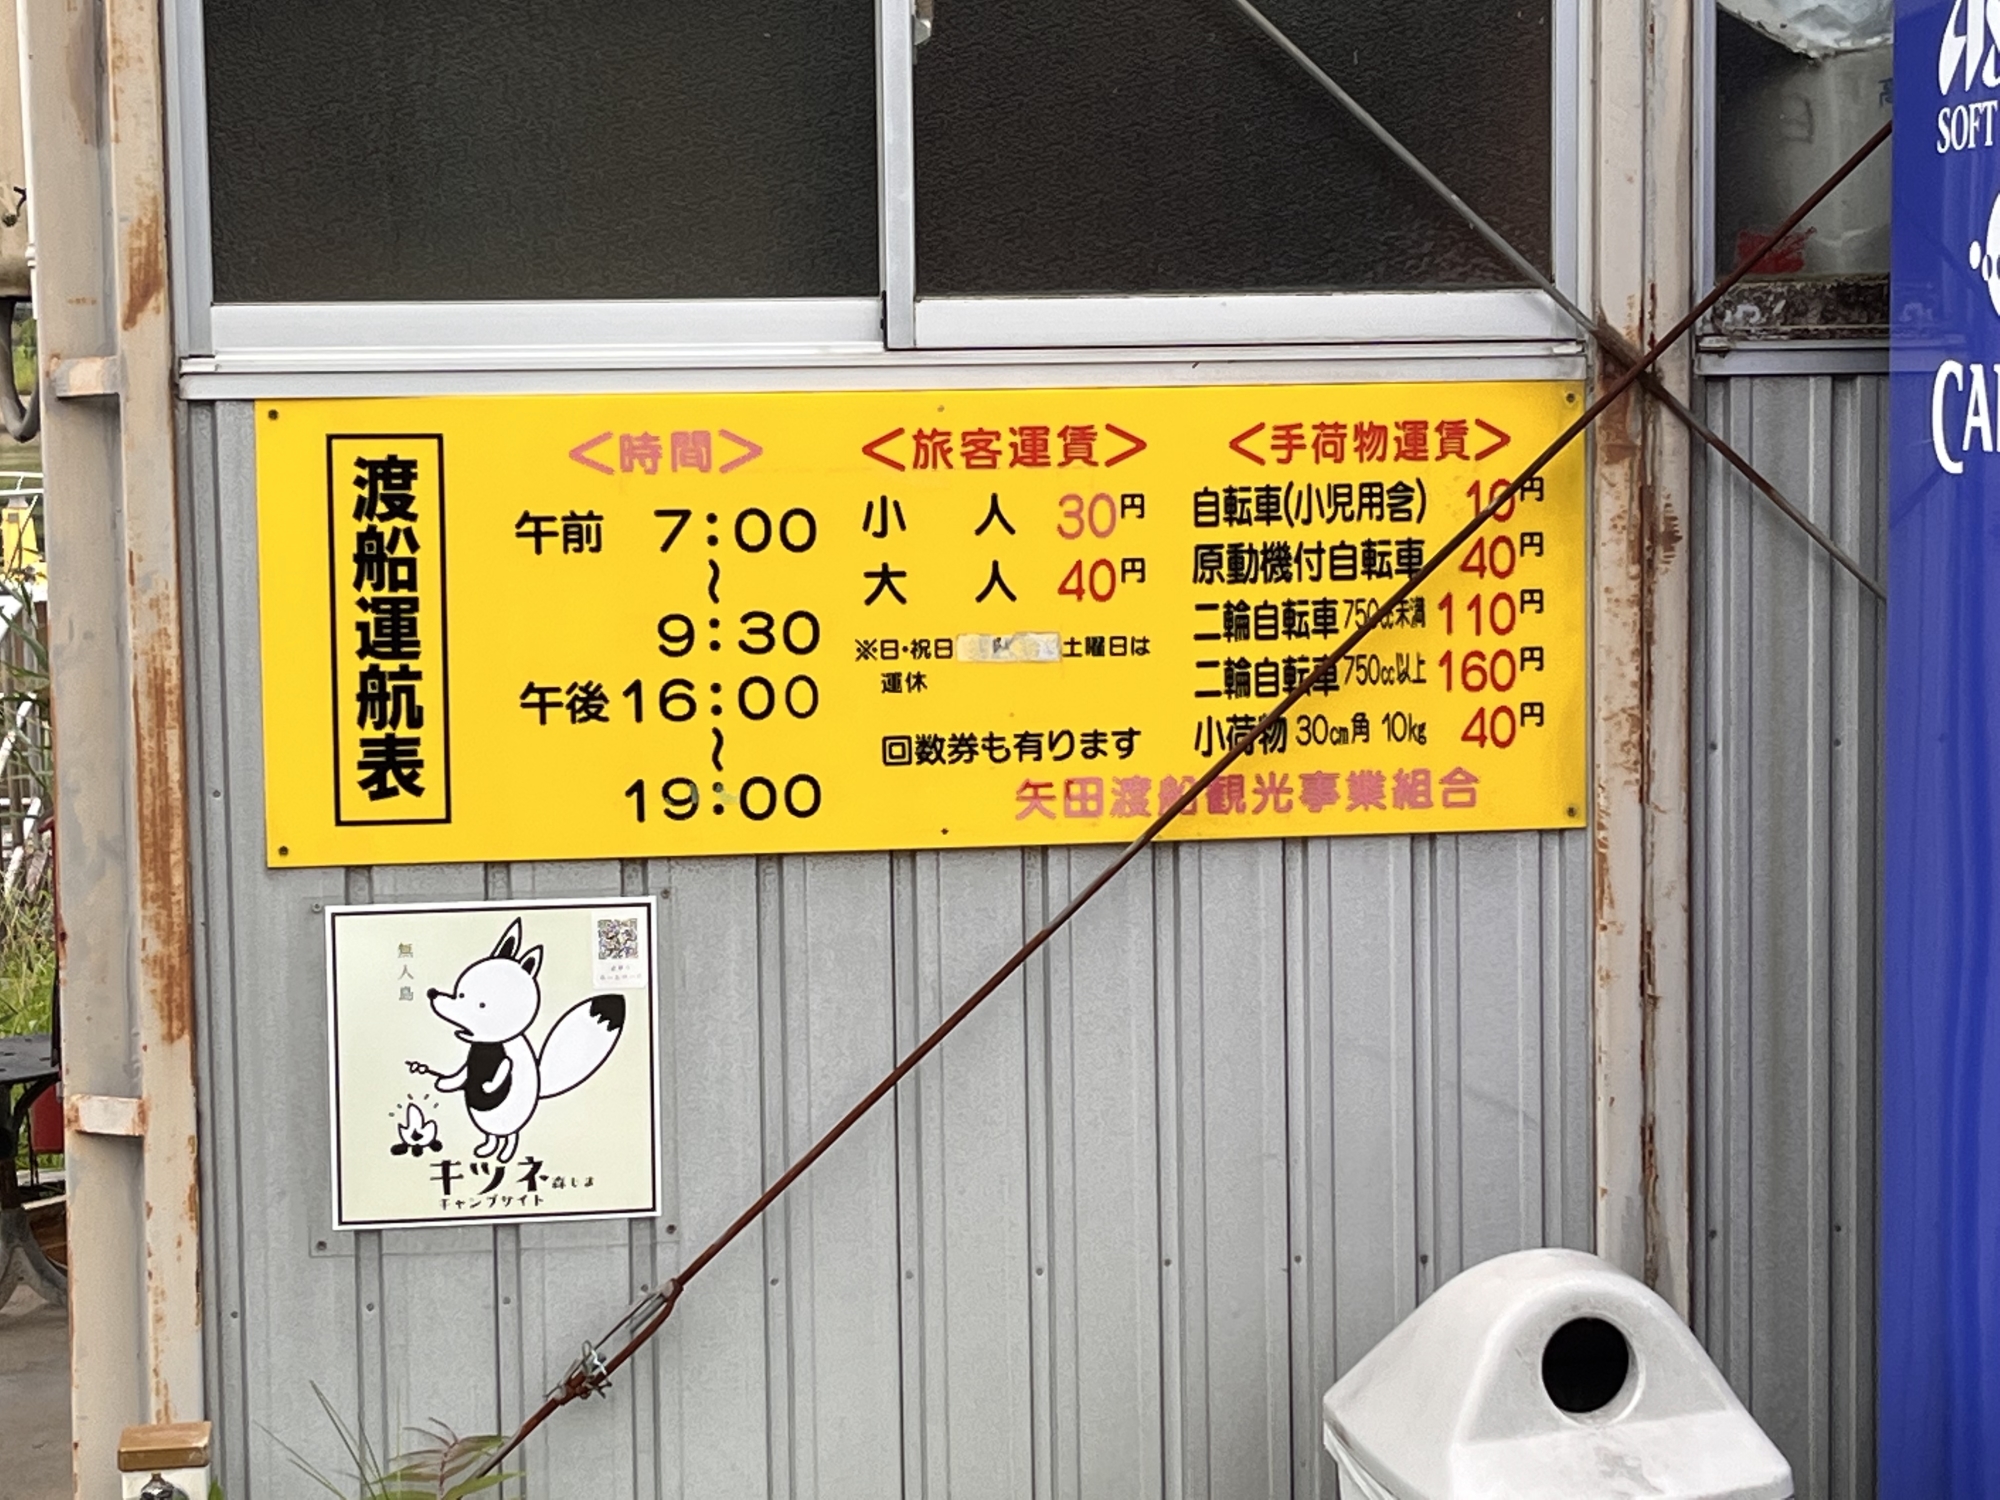 渡船運航表
<時間>
午前 7:00
〜
9:30
午後 16:00
〜
19:00
<旅客運賃>
小 人 30円
大 人 40円
※日・祝日 土曜日は
運休
回数券も有ります
<手荷物運賃>
自転車(小児用含) 10円
原動機付自転車 40円
二輪自転車 750cc未満 110円
二輪自転車 750cc以上 160円
小荷物 30cm角 10kg 40円
矢田渡船観光事業組合
無人島
キツネ森しま
キャンプサイト
SOFT